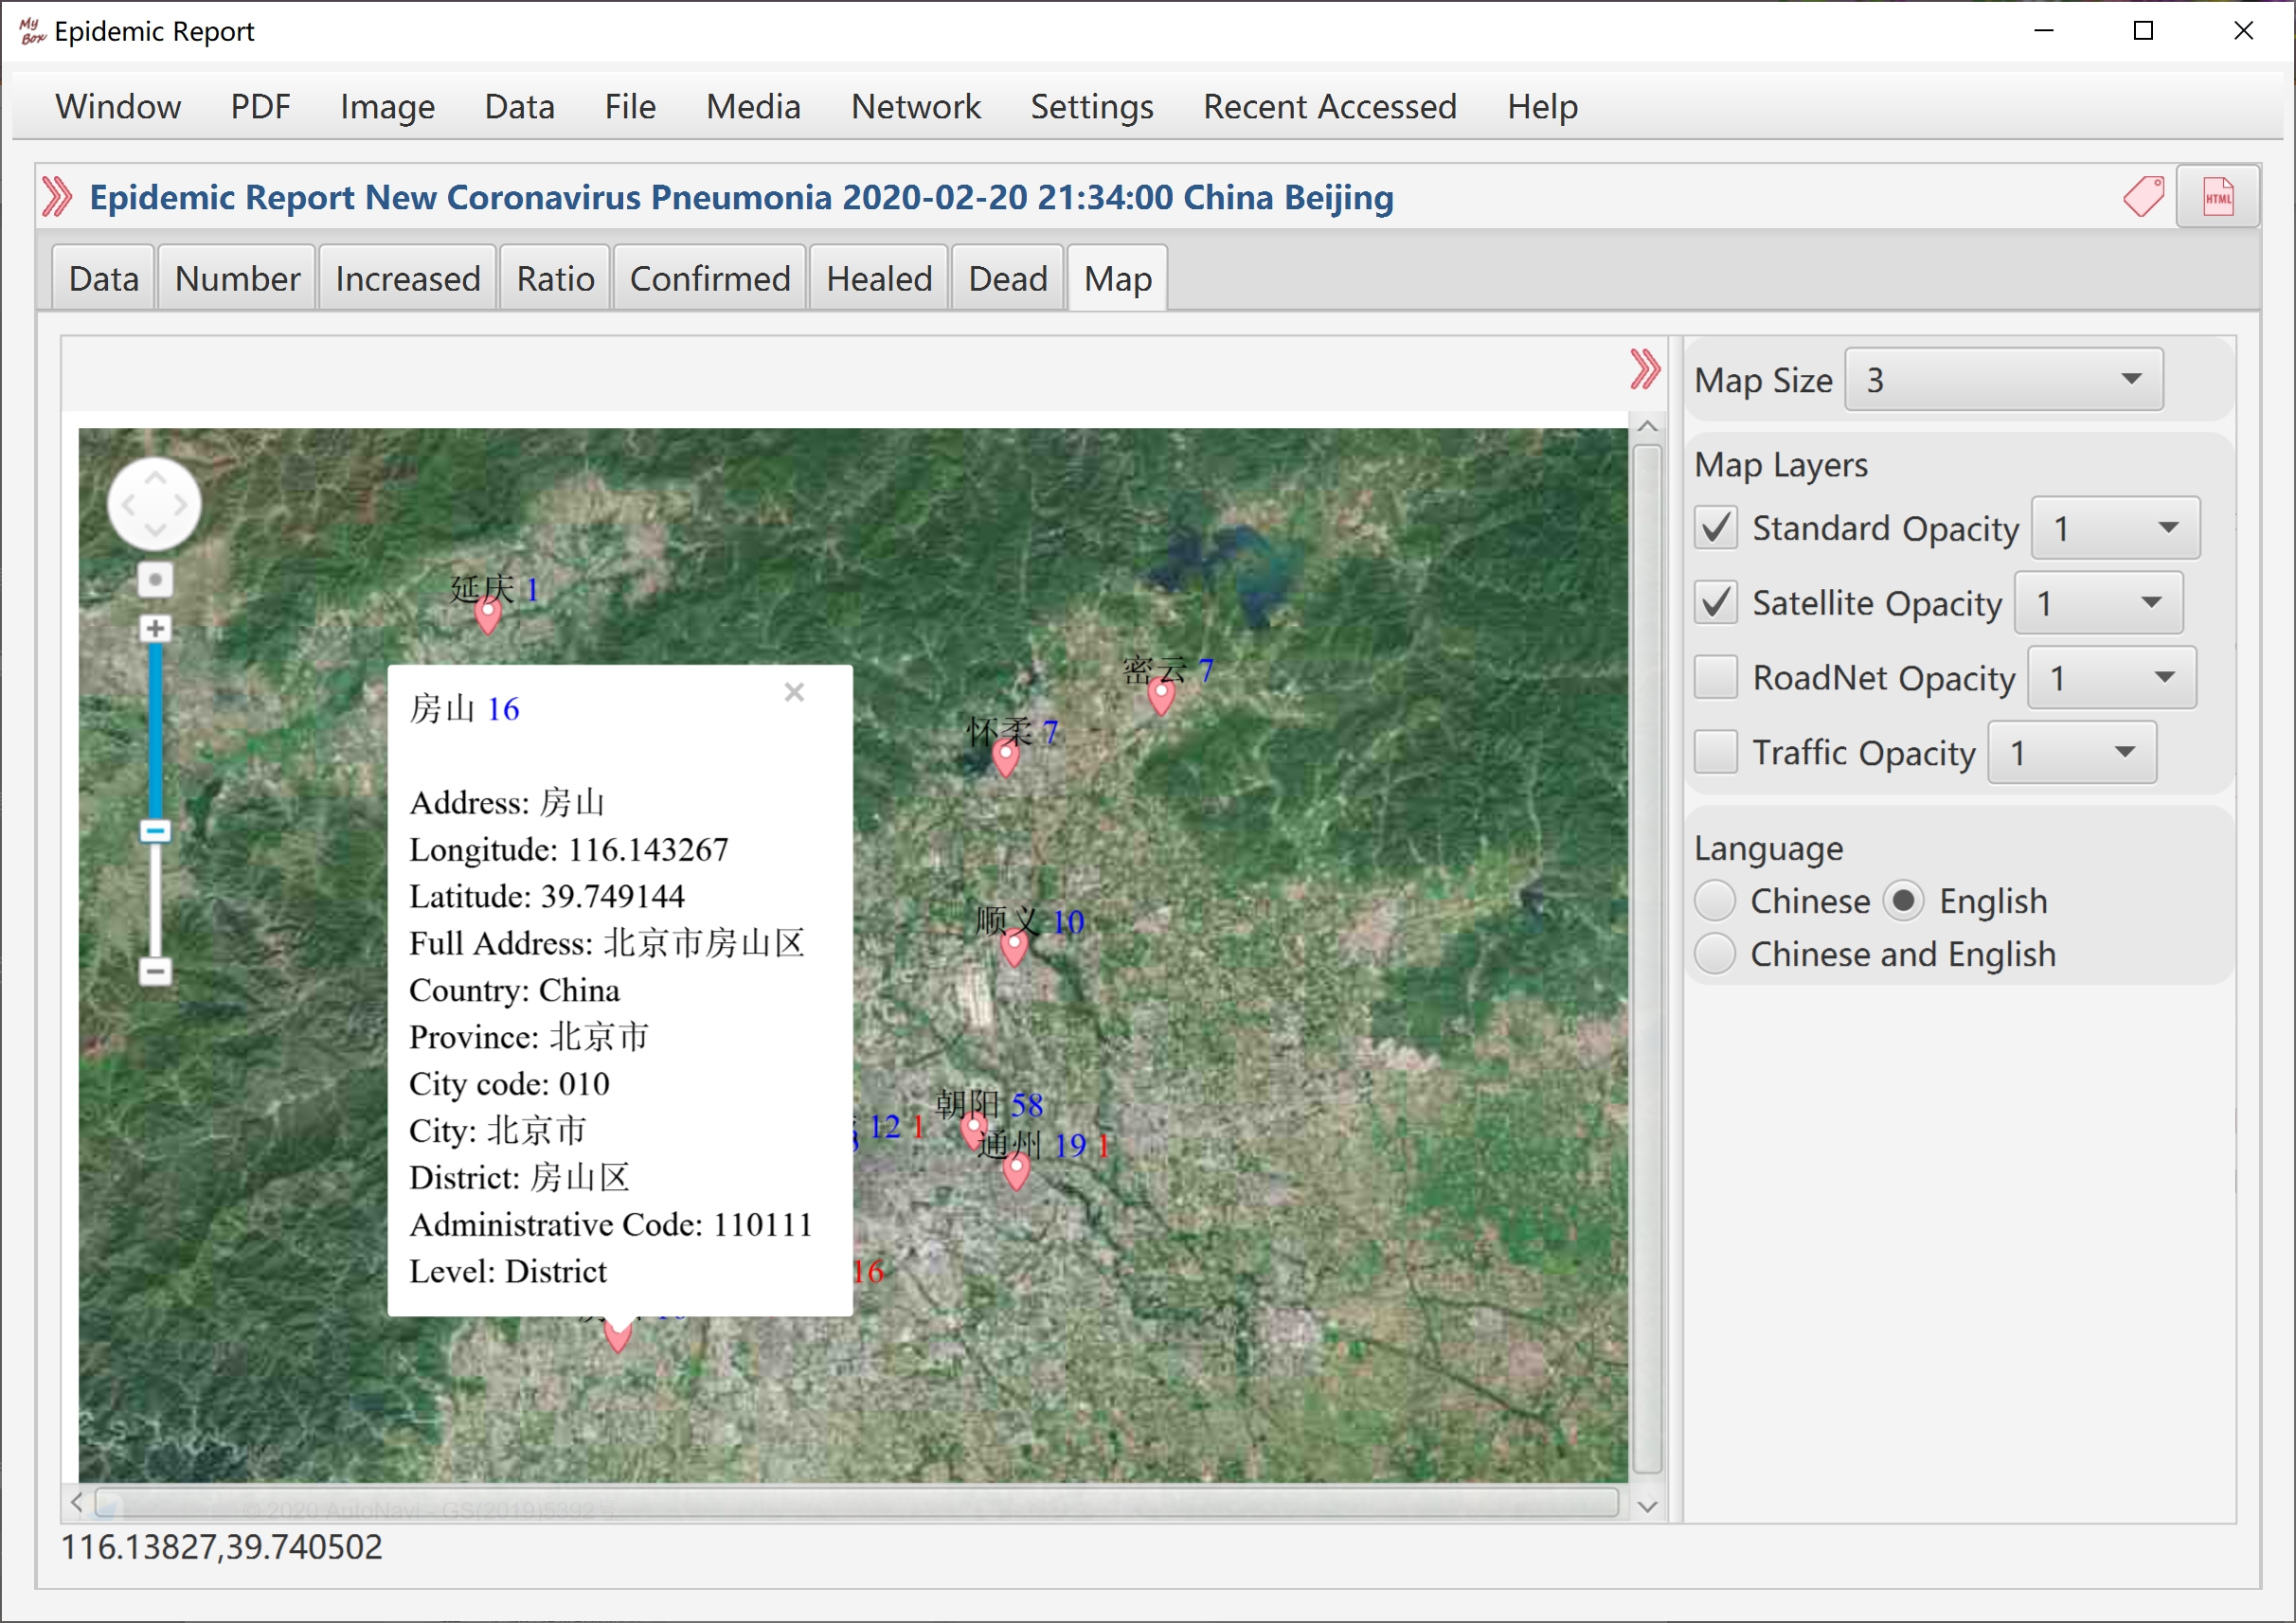 My Box Epidemic Report
Window PDF Image Data File Media Network Settings Recent Accessed Help
Epidemic Report New Coronavirus Pneumonia 2020-02-20 21:34:00 China Beijing
HTML
Data Number Increased Ratio Confirmed Healed Dead Map
延庆 1
密云 7
怀柔 7
顺义 10
朝阳 58
12 1
通州 19 1
16
房山 16
Address: 房山
Longitude: 116.143267
Latitude: 39.749144
Full Address: 北京市房山区
Country: China
Province: 北京市
City code: 010
City: 北京市
District: 房山区
Administrative Code: 110111
Level: District
© 2020 AutoNavi - GS(2019)5392号
116.13827,39.740502
Map Size 3
Map Layers
Standard Opacity 1
Satellite Opacity 1
RoadNet Opacity 1
Traffic Opacity 1
Language
Chinese English
Chinese and English